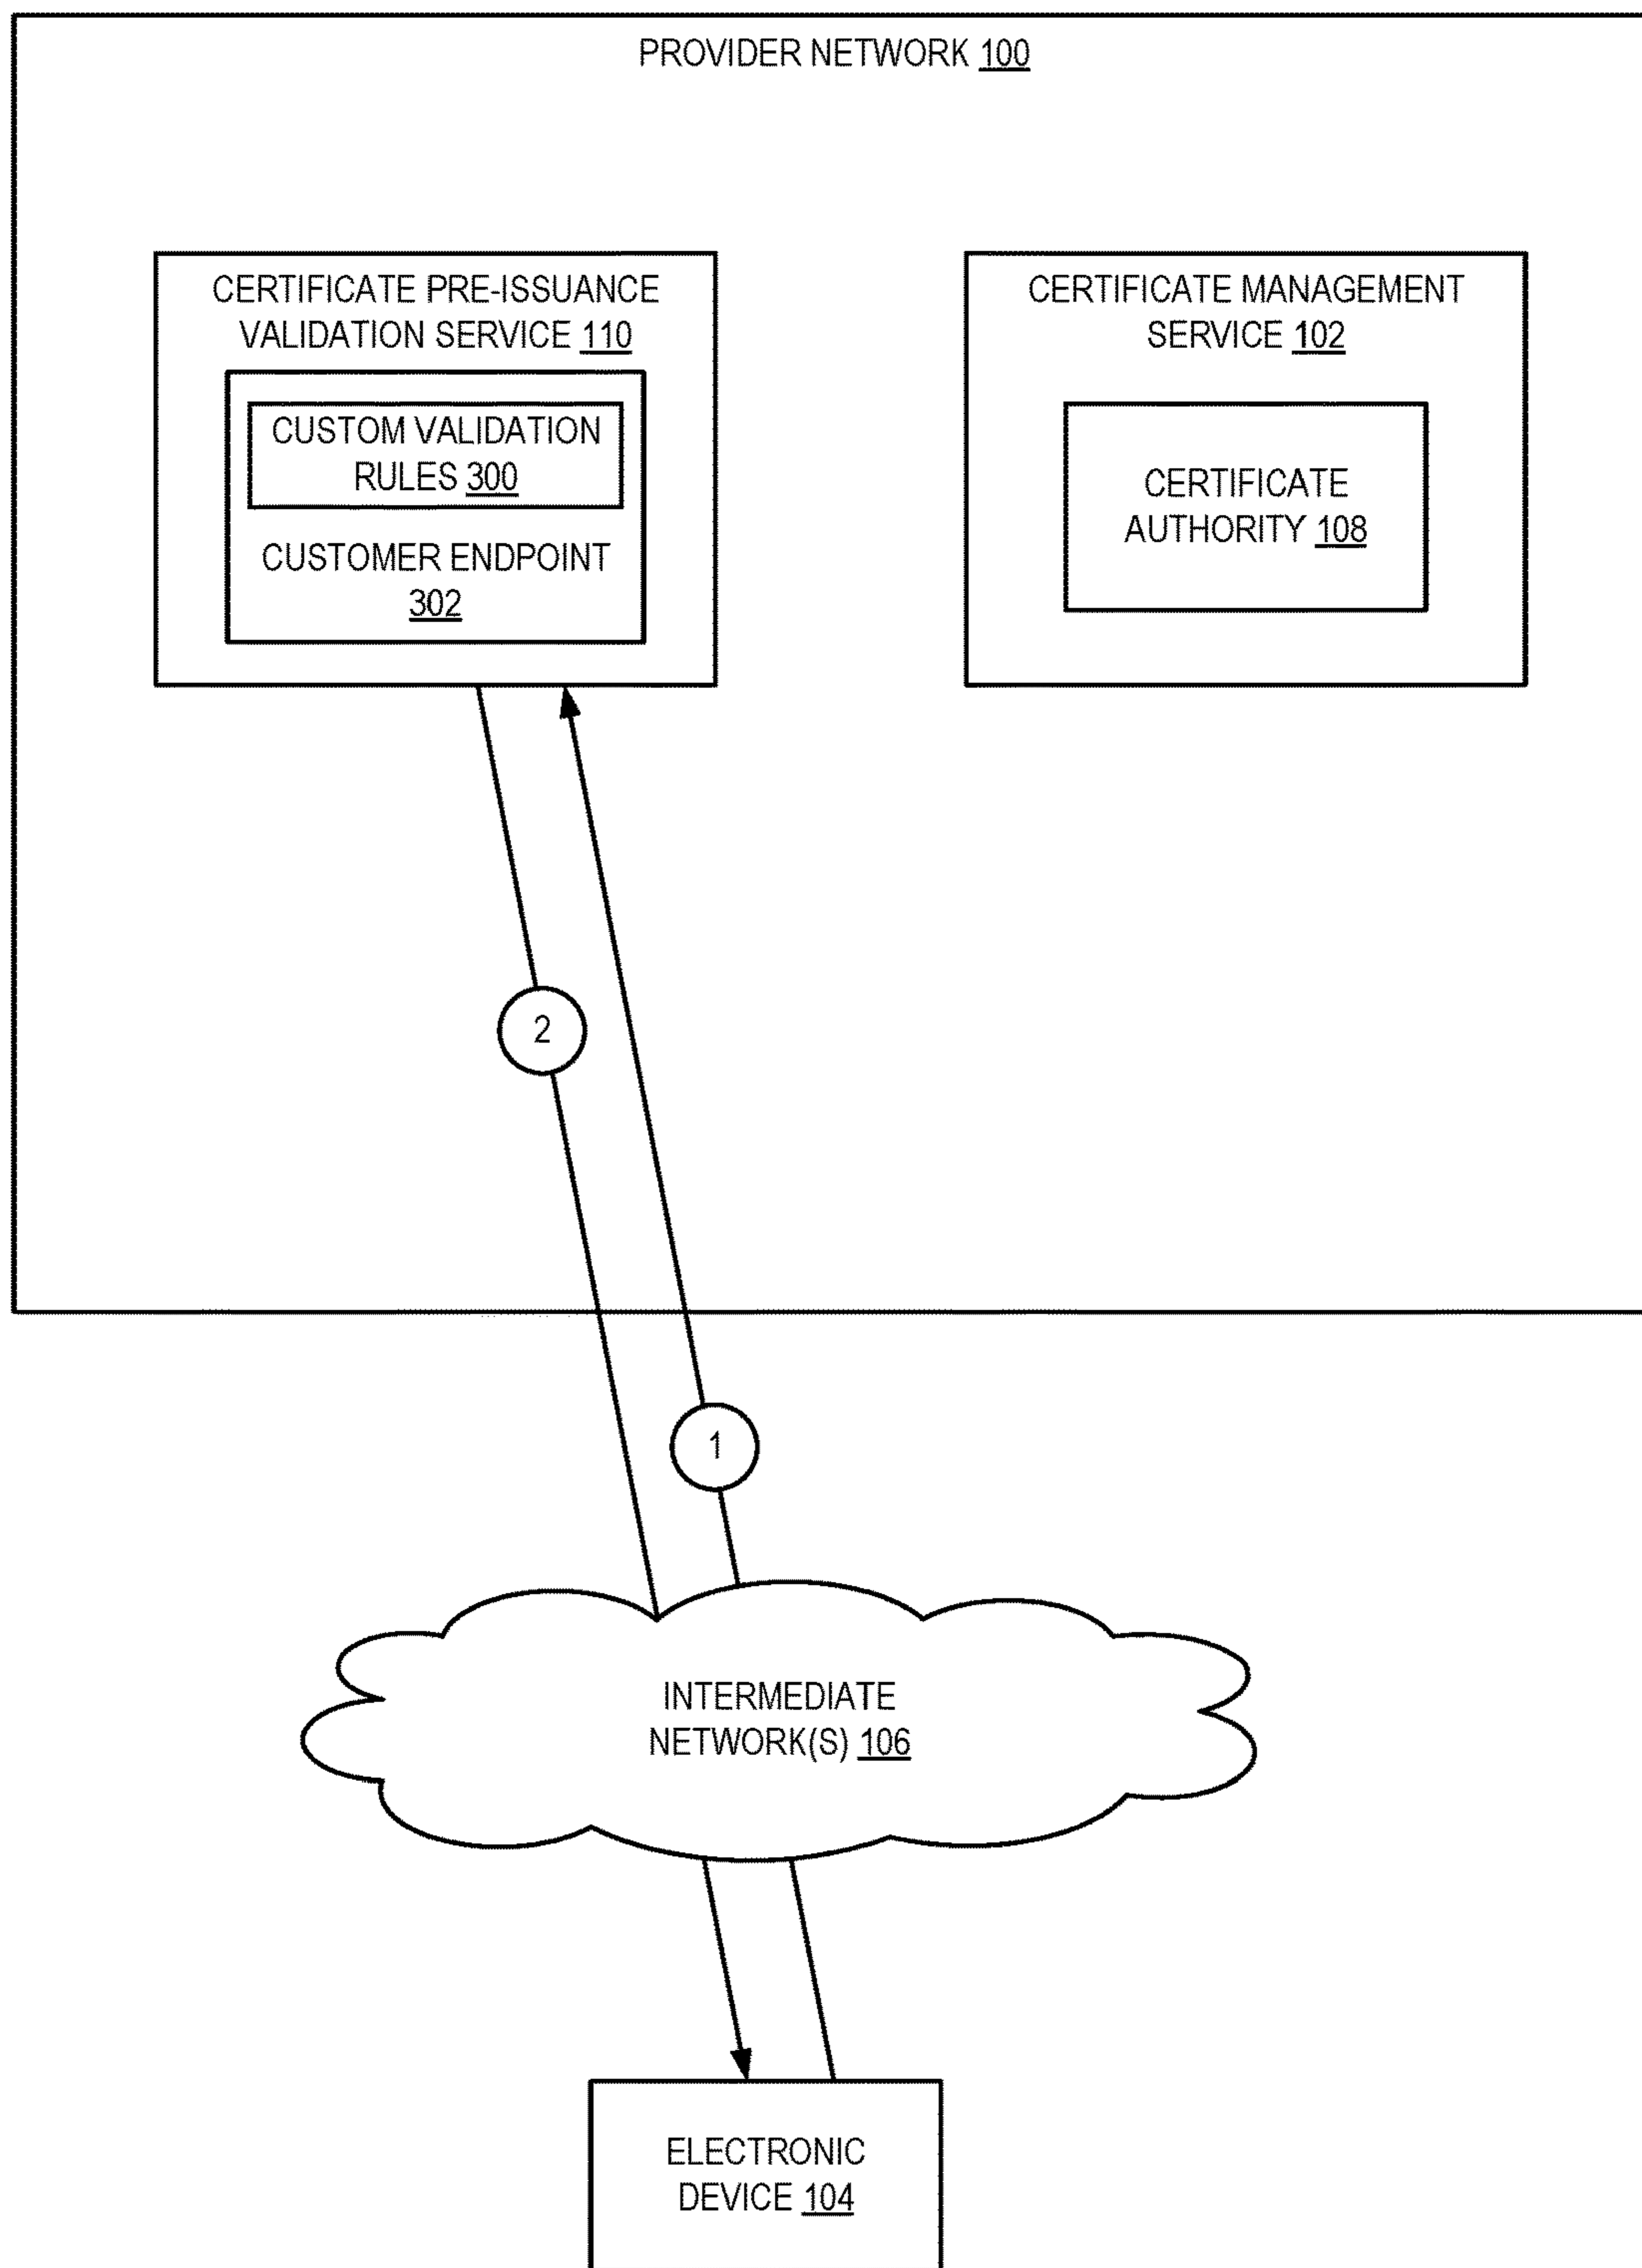 PROVIDER NETWORK 100
CERTIFICATE PRE-ISSUANCE
VALIDATION SERVICE 110
CUSTOM VALIDATION
RULES 300
CUSTOMER ENDPOINT
302
CERTIFICATE MANAGEMENT
SERVICE 102
CERTIFICATE
AUTHORITY 108
2
1
INTERMEDIATE
NETWORK(S) 106
ELECTRONIC
DEVICE 104